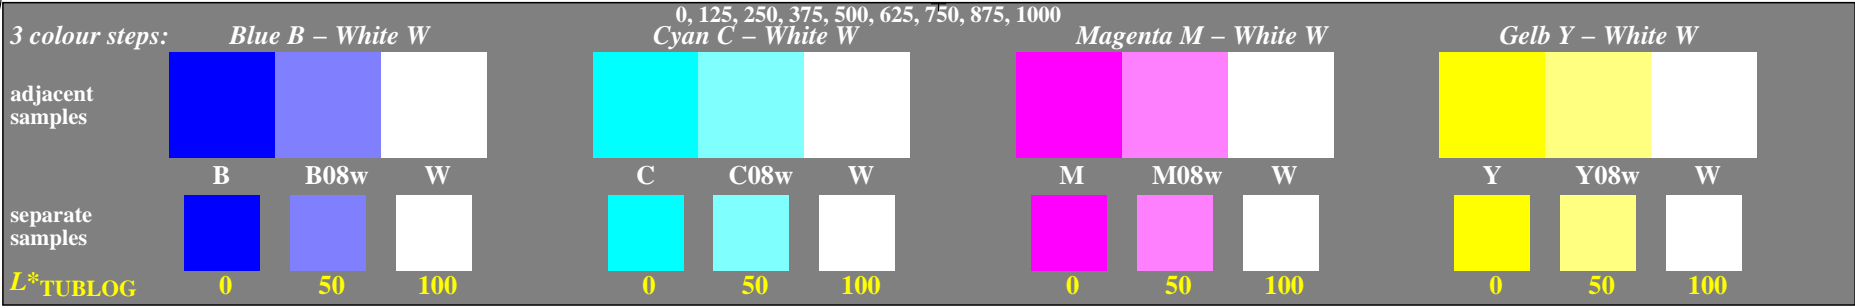 0, 125, 250, 375, 500, 625, 750, 875, 1000
3 colour steps: Blue B – White W Cyan C – White W Magenta M – White W Gelb Y – White W
adjacent
samples
B B08w W C C08w W M M08w W Y Y08w W
separate
samples
L*TUBLOG 0 50 100 0 50 100 0 50 100 0 50 100